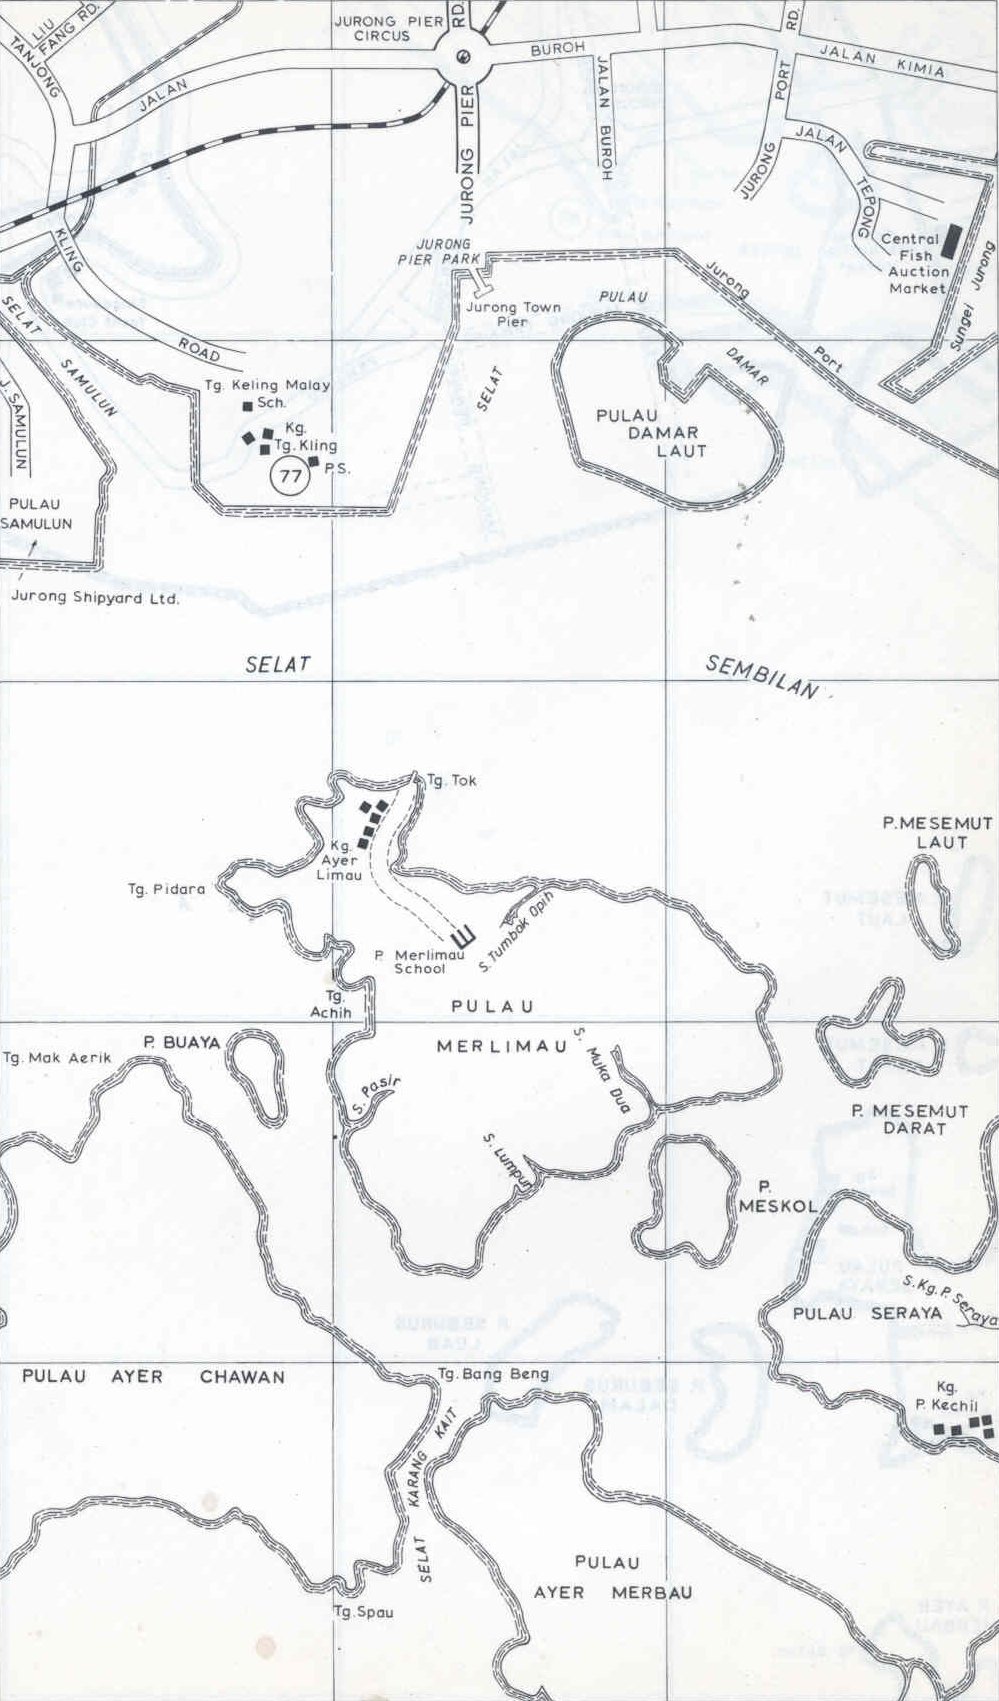 LIU
FANG RD.
TANJONG
JALAN
JURONG PIER
CIRCUS
RD.
BUROH
JURONG PIER
JALAN BUROH
RD.
PORT
JURONG
JALAN KIMIA
JALAN
TEPONG
Central
Fish
Auction
Market
Sungei Jurong
KLING
ROAD
JURONG
PIER PARK
Jurong Town
Pier
Jurong
Port
SELAT
SAMULUN
J. SAMULUN
Tg. Keling Malay
Sch.
Kg.
Tg. Kling
P.S.
77
SELAT
PULAU
DAMAR
PULAU
DAMAR
LAUT
PULAU
SAMULUN
Jurong Shipyard Ltd.
SELAT
SEMBILAN
Tg. Tok
Kg.
Ayer
Limau
Tg. Pidara
P. Merlimau
School
S. Tumbok Opih
P. MESEMUT
LAUT
Tg.
Achih
PULAU
MERLIMAU
P. BUAYA
Tg. Mak Aerik
S. Pasir
S. Muka Dua
S. Lumpur
P. MESEMUT
DARAT
P.
MESKOL
S. Kg. P. Seraya
PULAU SERAYA
PULAU AYER CHAWAN
Tg. Bang Beng
Kg.
P. Kechil
SELAT KARANG KAIT
PULAU
AYER MERBAU
Tg. Spau